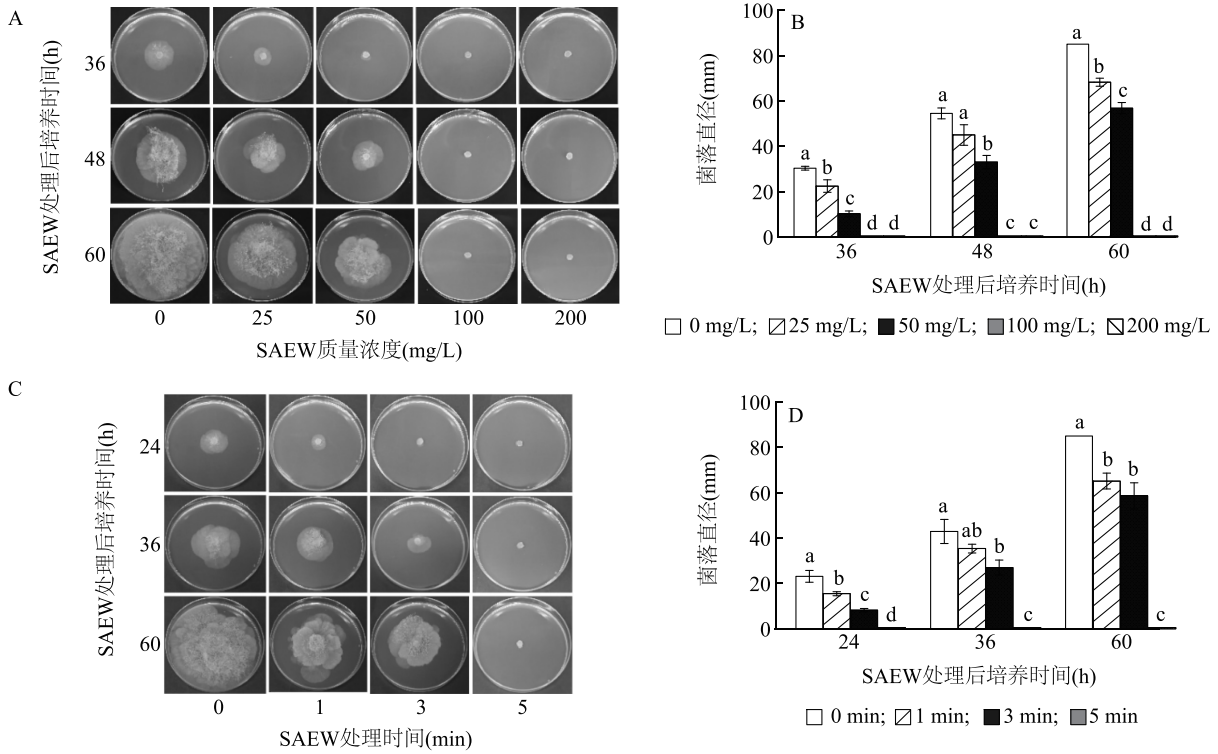 A
SAEW处理后培养时间(h)
36
48
60
0 25 50 100 200
SAEW质量浓度(mg/L)
B
菌落直径(mm)
100
80
60
40
20
0
a b c d d
a a b c c
a b c d d
36 48 60
SAEW处理后培养时间(h)
0 mg/L; 25 mg/L; 50 mg/L; 100 mg/L; 200 mg/L
C
SAEW处理后培养时间(h)
24
36
60
0 1 3 5
SAEW处理时间(min)
D
菌落直径(mm)
100
80
60
40
20
0
a b c d
a ab b c
a b b c
24 36 60
SAEW处理后培养时间(h)
0 min; 1 min; 3 min; 5 min